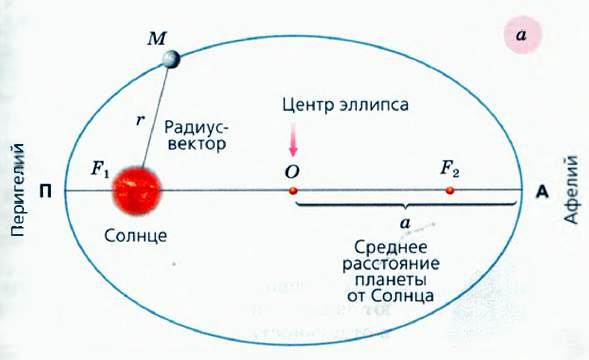 a
M
r
Радиус-
вектор
Центр эллипса
F₁
O
F₂
Перигелий
П
А
Афелий
Солнце
a
Среднее
расстояние
планеты
от Солнца